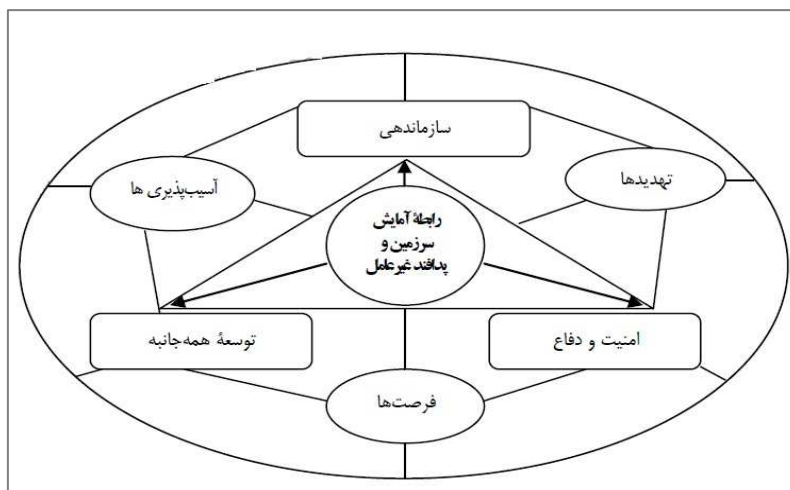 سازماندهی
تهدیدها
آسیب‌پذیری ها
رابطهٔ آمایش
سرزمین و
پدافند غیرعامل
امنیت و دفاع
توسعهٔ همه‌جانبه
فرصت‌ها